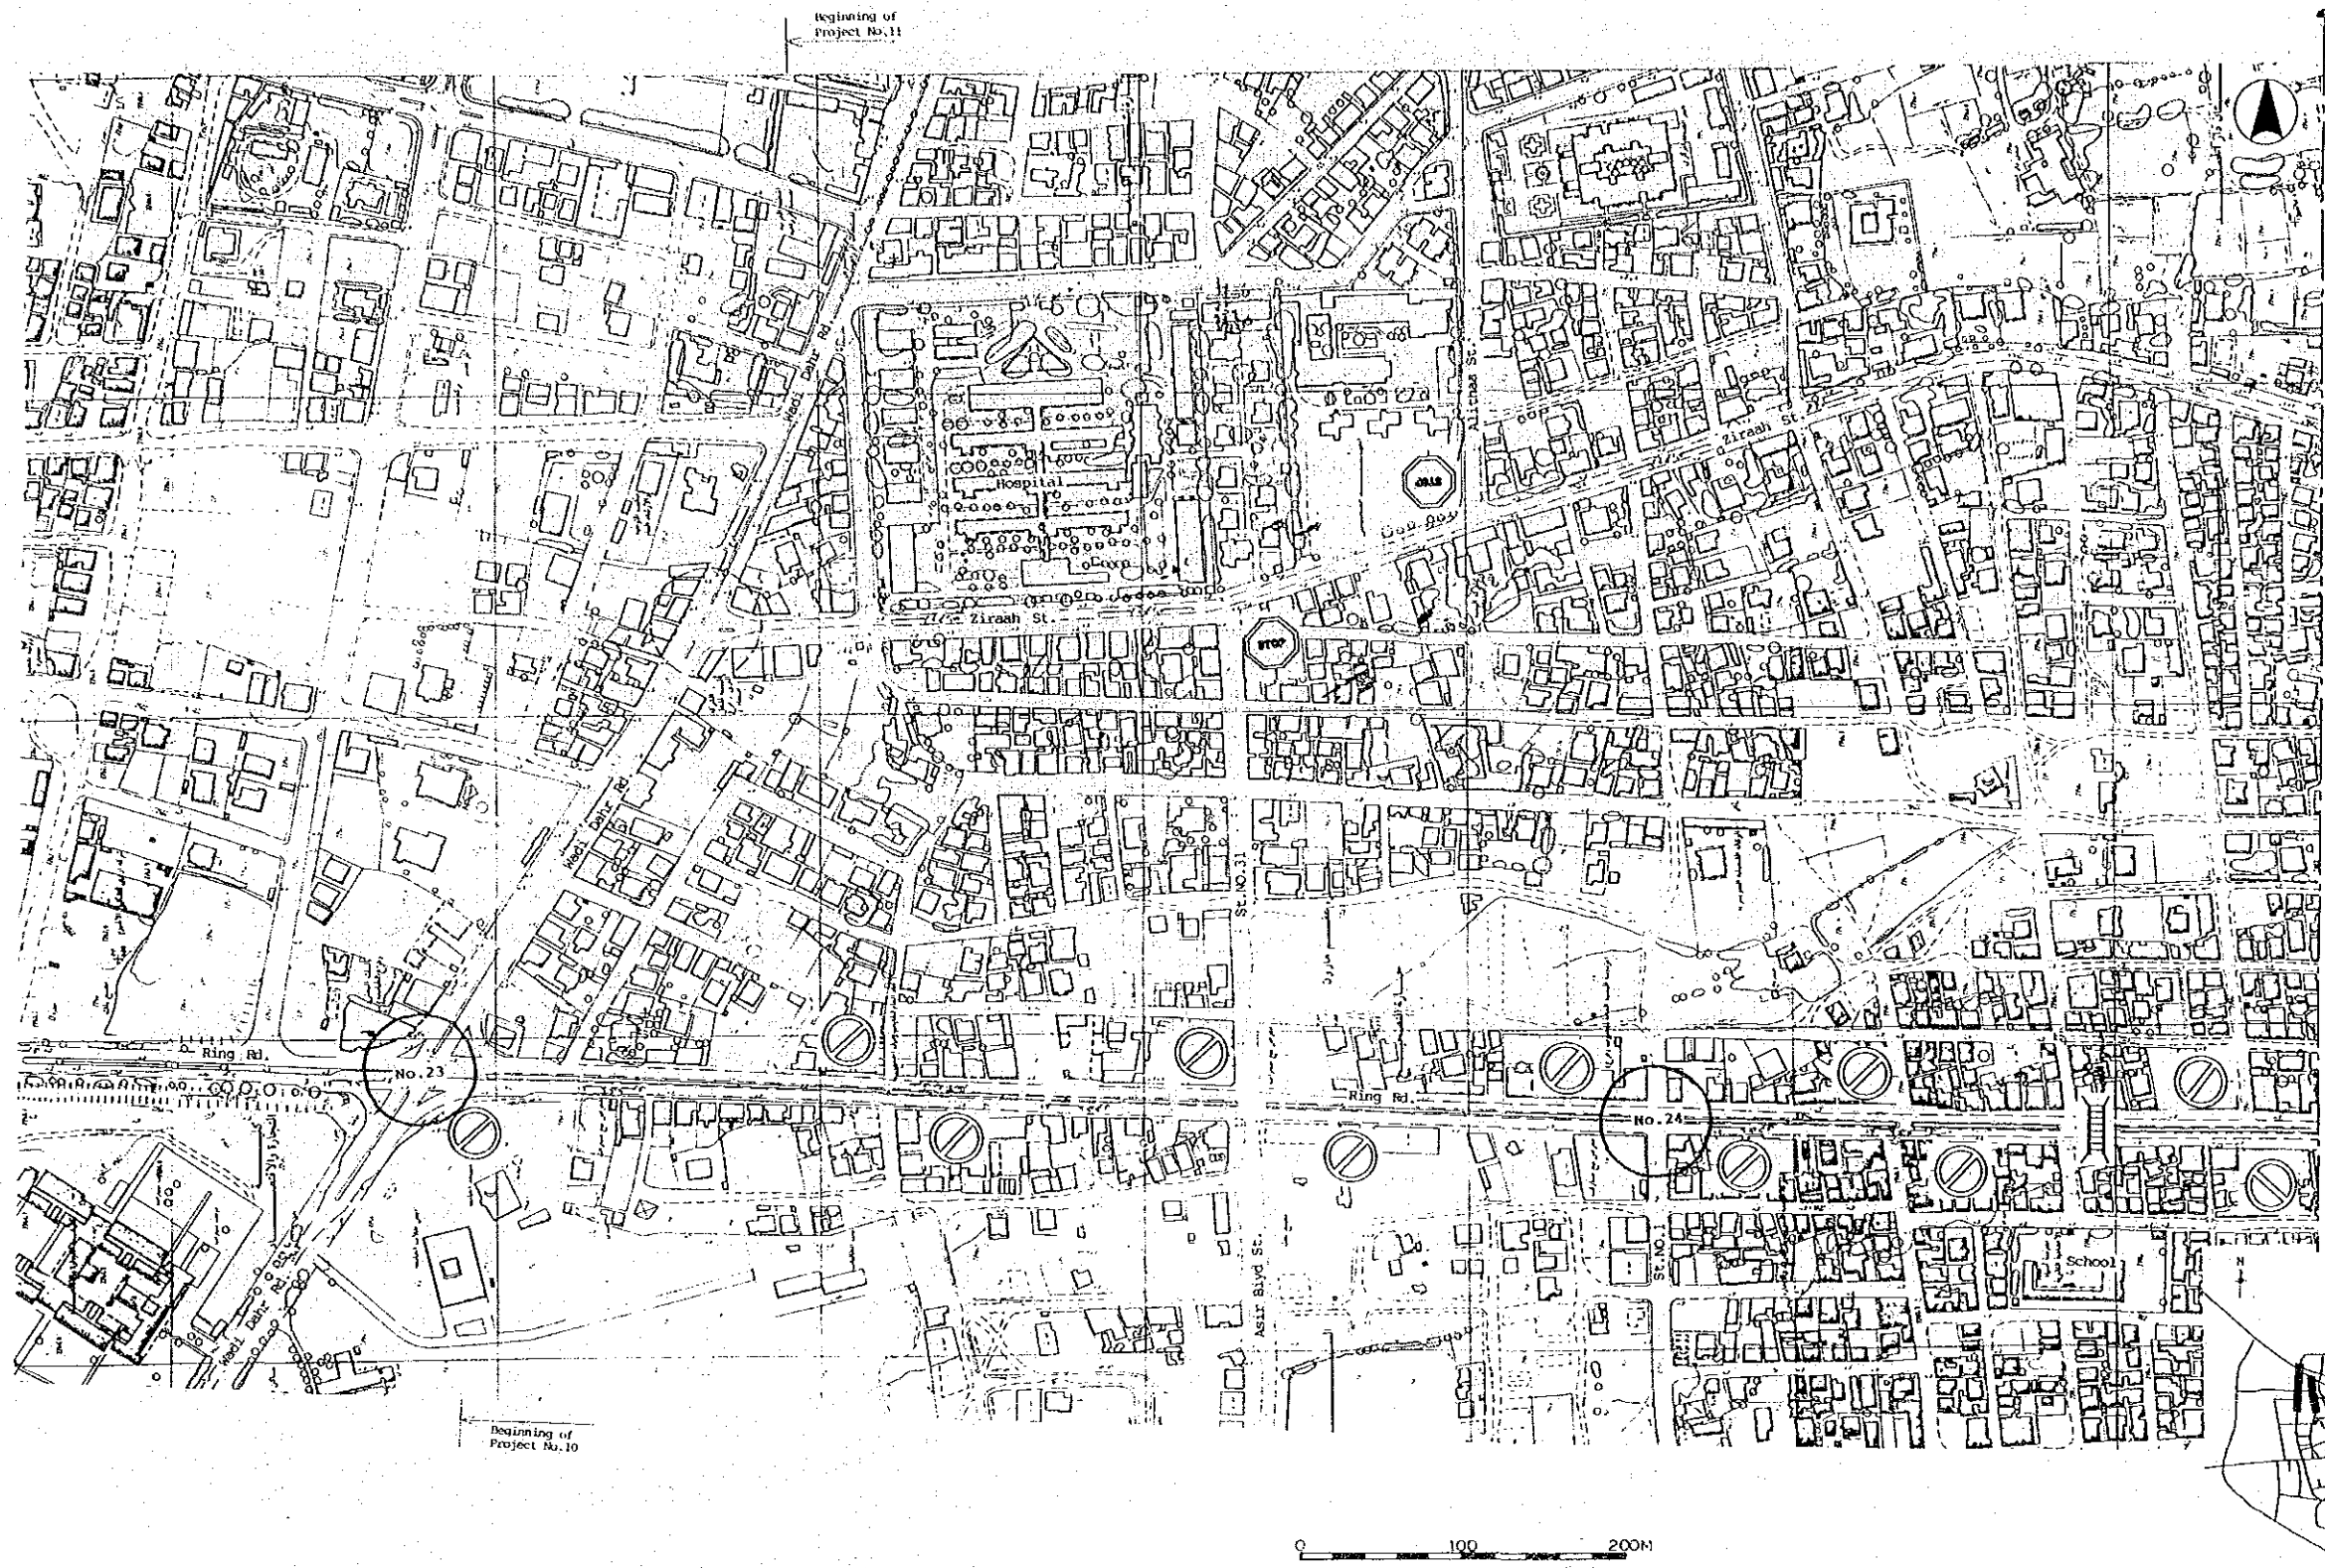 Beginning of
Project No.11
Wadi Dahr Rd.
Alitnad St.
Ziraah St.
Hospital
STOP
Ziraah St.
STOP
Wadi Dahr Rd.
St.NO.31
Ring Rd.
No.23
Ring Rd.
No.24
Wadi Dahr Rd.
Asir Blvd St.
St.NO.1
School
N
Beginning of
Project No.10
0 100 200M